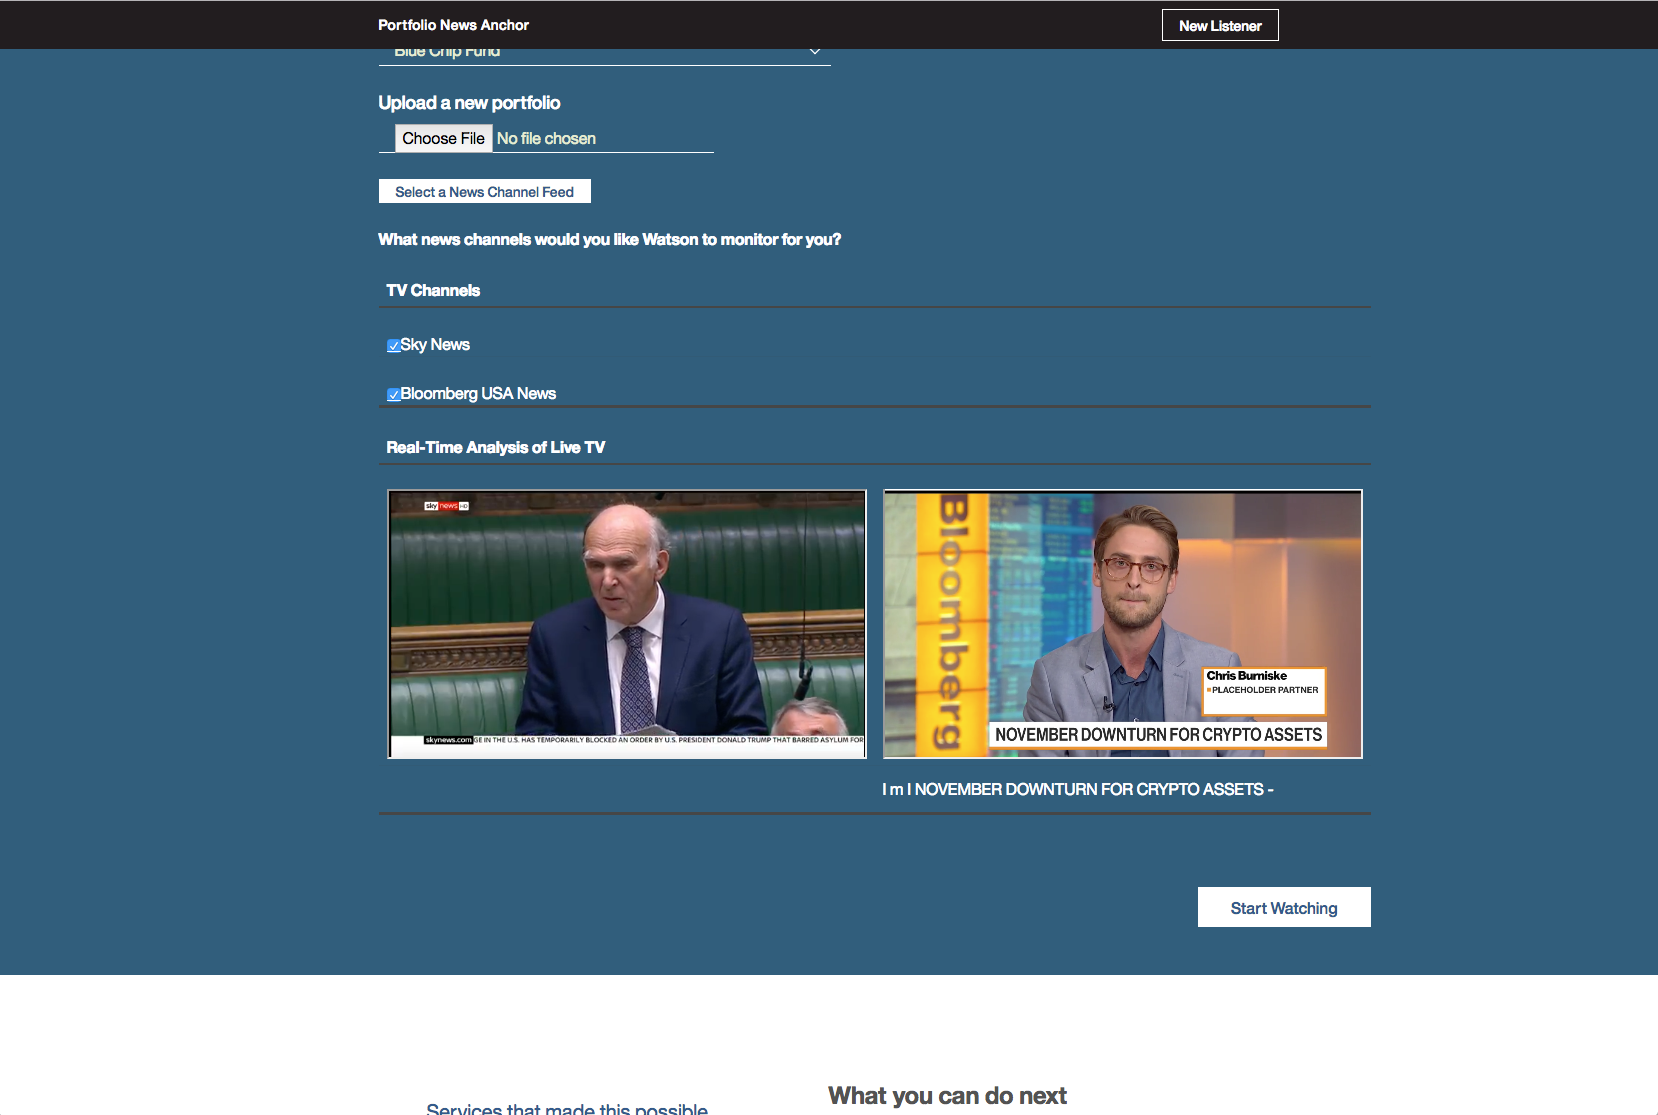 Portfolio News Anchor
New Listener
Blue Chip Fund
Upload a new portfolio
Choose File No file chosen
Select a News Channel Feed
What news channels would you like Watson to monitor for you?
TV Channels
Sky News
Bloomberg USA News
Real-Time Analysis of Live TV
sky news HD
skynews.com GE IN THE U.S. HAS TEMPORARILY BLOCKED AN ORDER BY U.S. PRESIDENT DONALD TRUMP THAT BARRED ASYLUM FOR
Bloomberg
Chris Burniske
PLACEHOLDER PARTNER
NOVEMBER DOWNTURN FOR CRYPTO ASSETS
I m I NOVEMBER DOWNTURN FOR CRYPTO ASSETS -
Start Watching
What you can do next
Services that made this possible